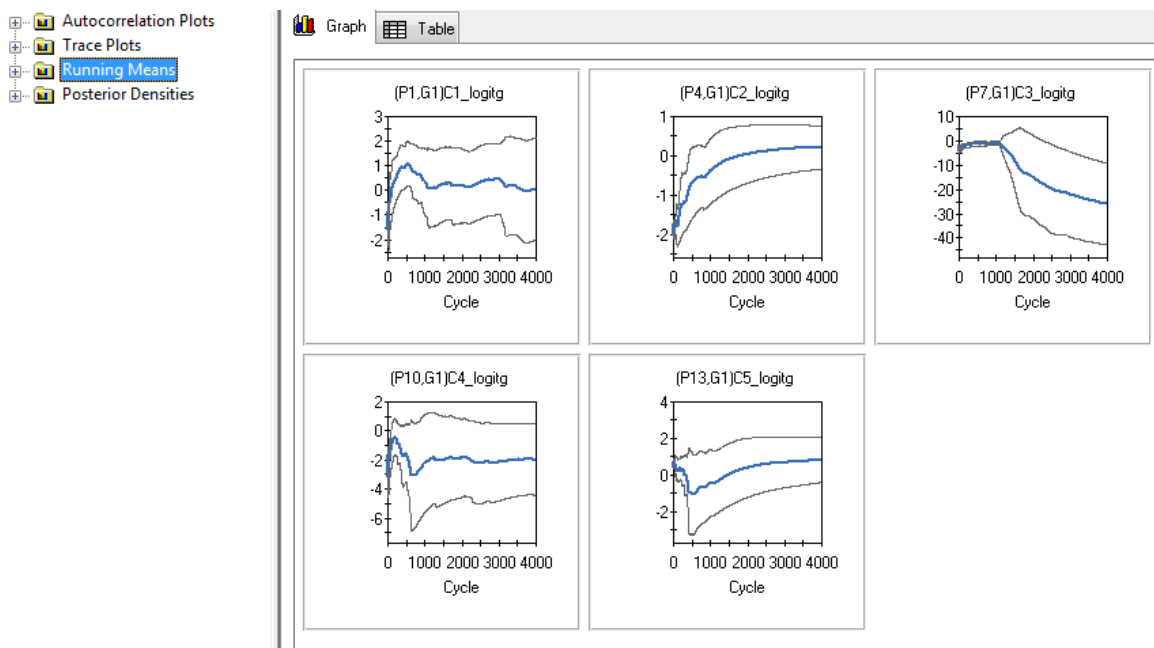 Autocorrelation Plots
Trace Plots
Running Means
Posterior Densities
Graph Table
(P1,G1)C1_logitg
3
2
1
0
-1
-2
0 1000 2000 3000 4000
Cycle
(P4,G1)C2_logitg
1
0
-1
-2
0 1000 2000 3000 4000
Cycle
(P7,G1)C3_logitg
10
0
-10
-20
-30
-40
0 1000 2000 3000 4000
Cycle
(P10,G1)C4_logitg
2
0
-2
-4
-6
0 1000 2000 3000 4000
Cycle
(P13,G1)C5_logitg
4
2
0
-2
0 1000 2000 3000 4000
Cycle